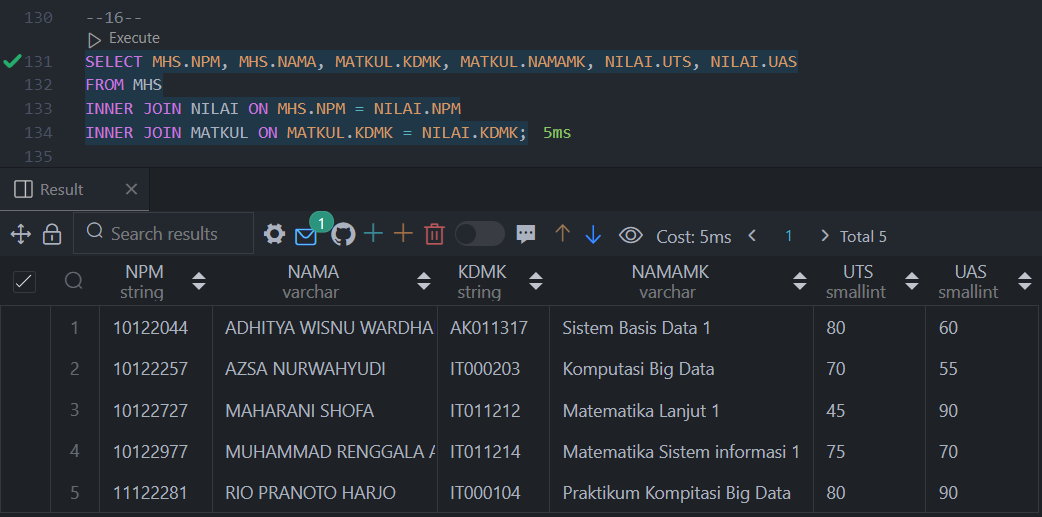 130 --16--
Execute
131 SELECT MHS.NPM, MHS.NAMA, MATKUL.KDMK, MATKUL.NAMAMK, NILAI.UTS, NILAI.UAS
132 FROM MHS
133 INNER JOIN NILAI ON MHS.NPM = NILAI.NPM
134 INNER JOIN MATKUL ON MATKUL.KDMK = NILAI.KDMK; 5ms
135
Result
Search results 1 Cost: 5ms 1 Total 5
NPM NAMA KDMK NAMAMK UTS UAS
string varchar string varchar smallint smallint
1 10122044 ADHITYA WISNU WARDHA AK011317 Sistem Basis Data 1 80 60
2 10122257 AZSA NURWAHYUDI IT000203 Komputasi Big Data 70 55
3 10122727 MAHARANI SHOFA IT011212 Matematika Lanjut 1 45 90
4 10122977 MUHAMMAD RENGGALA A IT011214 Matematika Sistem informasi 1 75 70
5 11122281 RIO PRANOTO HARJO IT000104 Praktikum Kompitasi Big Data 80 90